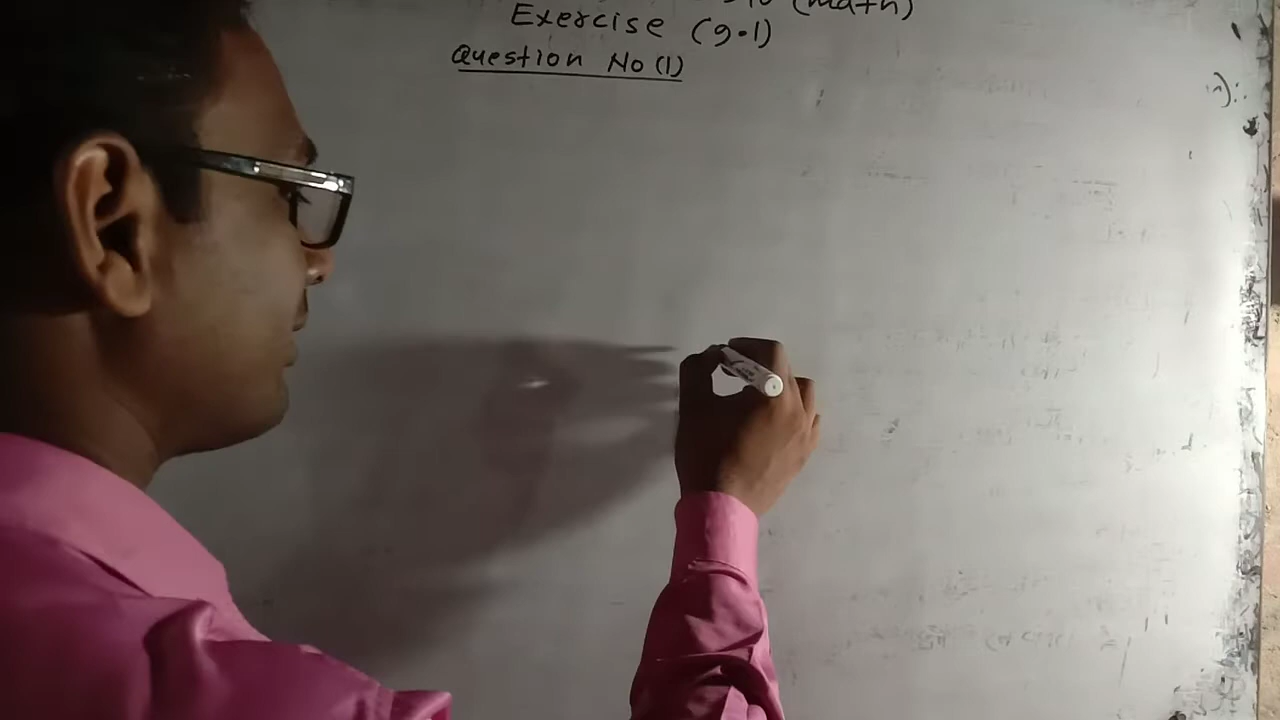 (math)
Exercise (9.1)
Question No (1)